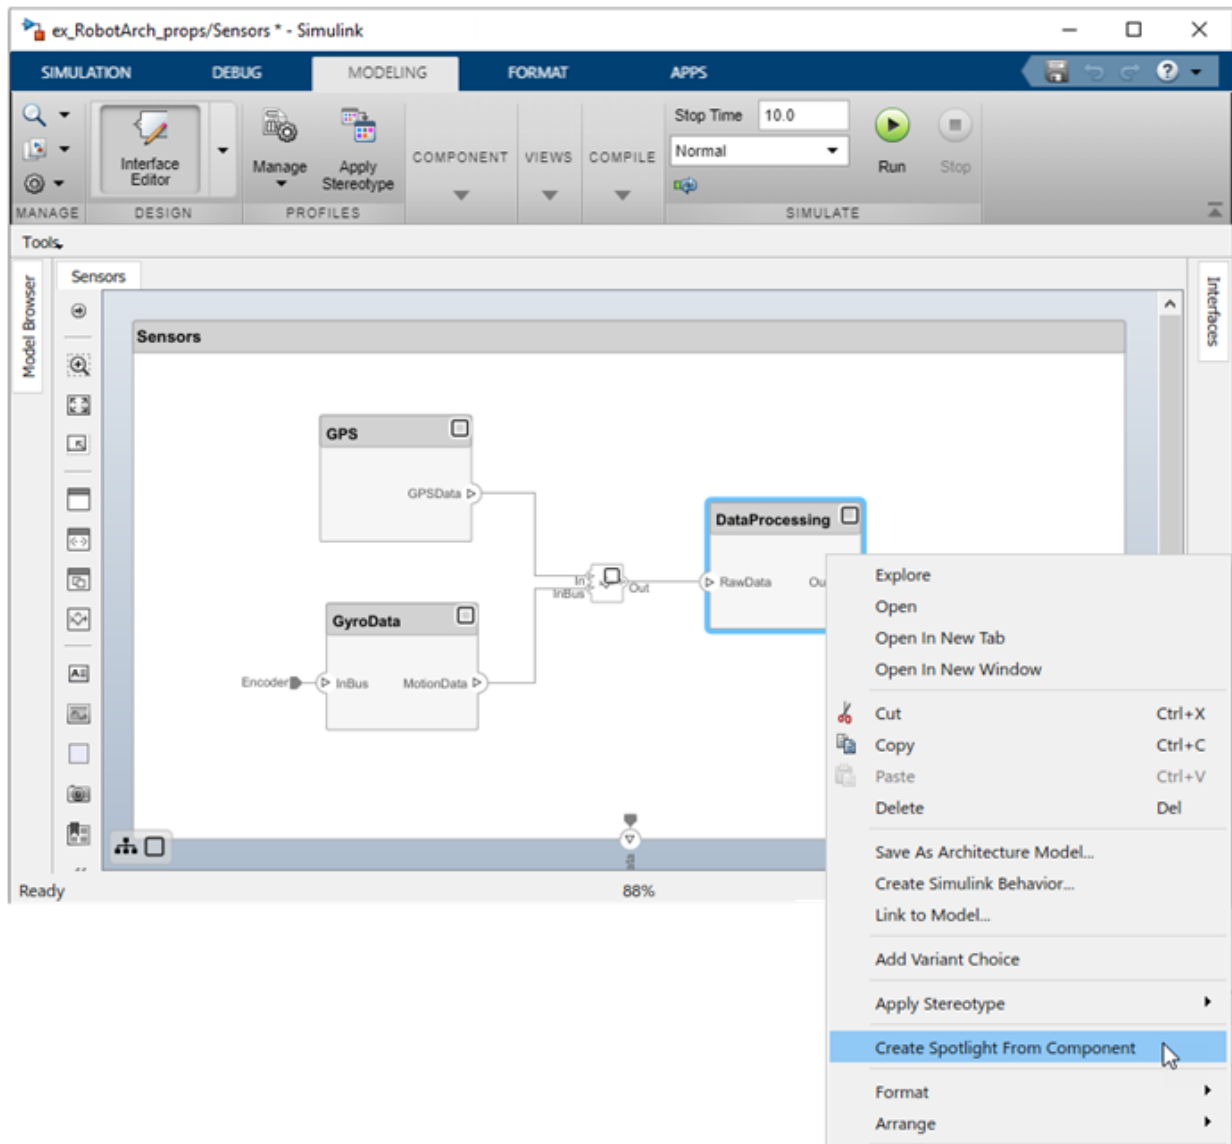 ex_RobotArch_props/Sensors * - Simulink
SIMULATION DEBUG MODELING FORMAT APPS
Stop Time 10.0
Normal
Interface
Editor
Manage
Apply
Stereotype
COMPONENT VIEWS COMPILE
Run Stop
MANAGE DESIGN PROFILES SIMULATE
Tools
Model Browser
Sensors
Interfaces
Sensors
GPS
GPSData
DataProcessing
In
InBus
Out
RawData
GyroData
Encoder
InBus
MotionData
Ready
88%
Explore
Open
Open In New Tab
Open In New Window
Cut Ctrl+X
Copy Ctrl+C
Paste Ctrl+V
Delete Del
Save As Architecture Model...
Create Simulink Behavior...
Link to Model...
Add Variant Choice
Apply Stereotype
Create Spotlight From Component
Format
Arrange